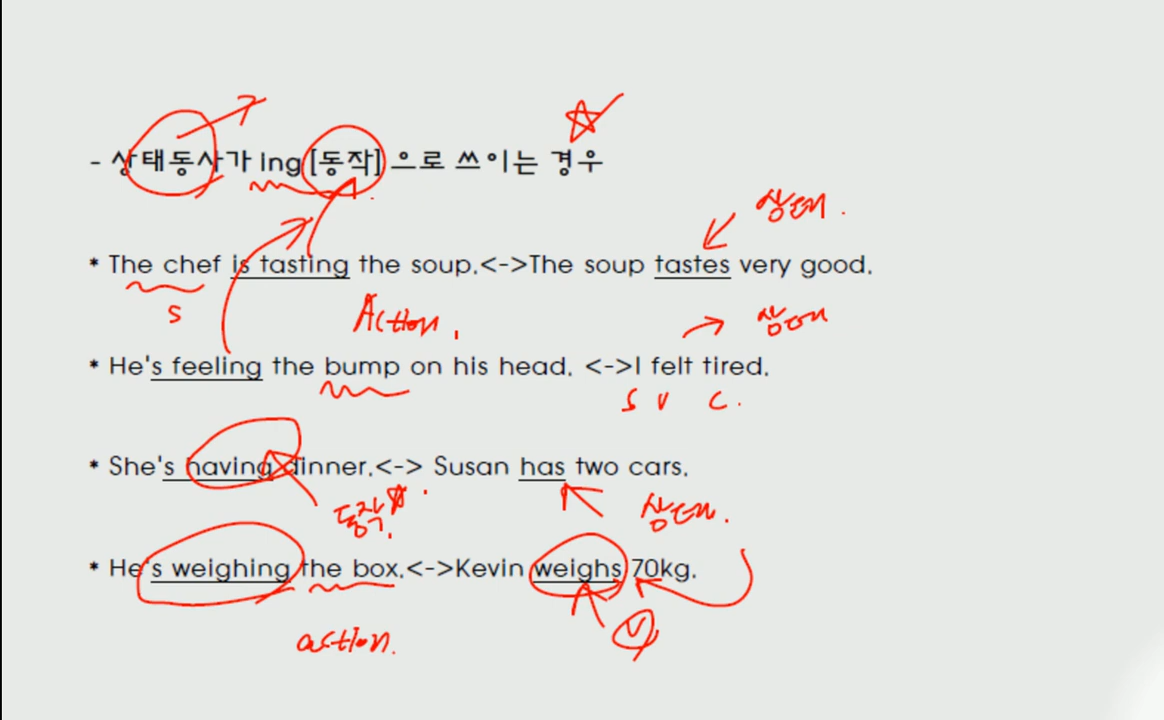 - 상태동사가 ing[동작] 으로 쓰이는 경우
상태.
* The chef is tasting the soup.<->The soup tastes very good.
S
Action.
상태
* He's feeling the bump on his head. <->I felt tired.
S V C.
* She's having dinner.<-> Susan has two cars.
동작.
상태.
* He's weighing the box.<->Kevin weighs 70kg.
V
action.